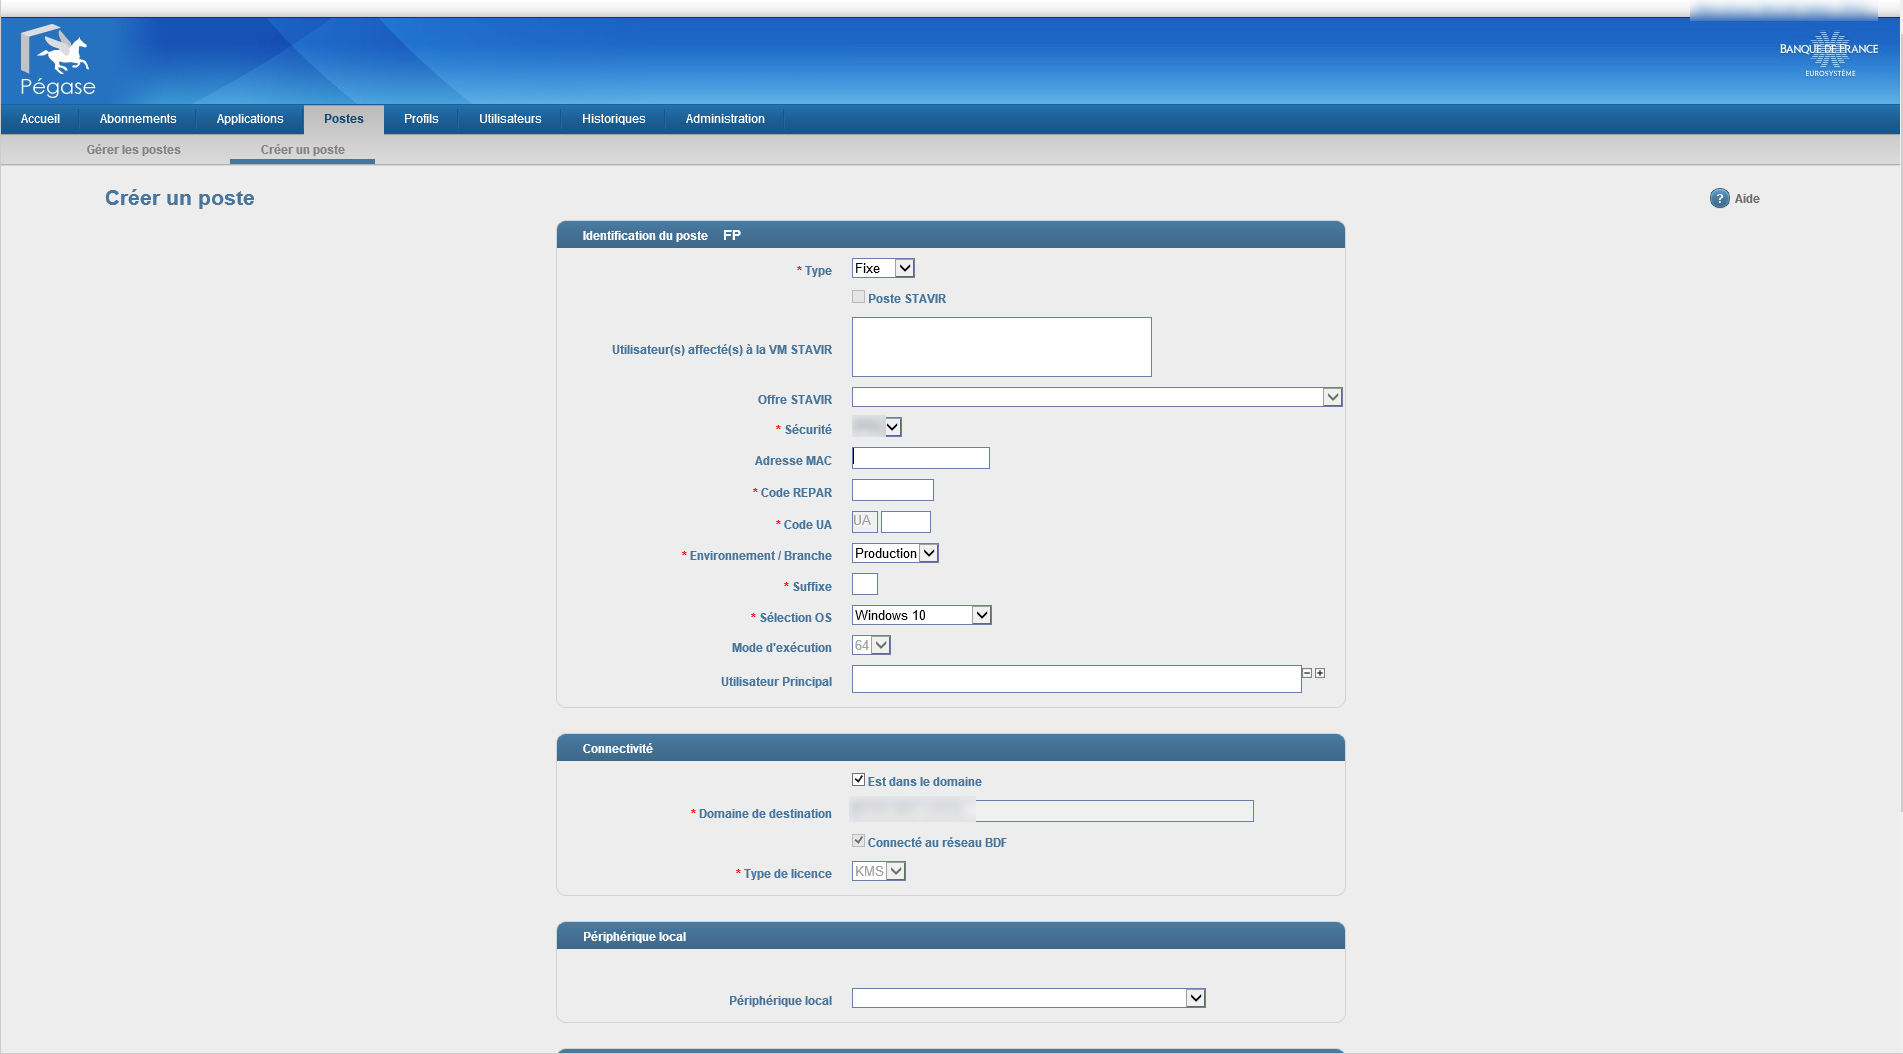 Pégase
BANQUE DE FRANCE
EUROSYSTÈME
Accueil Abonnements Applications Postes Profils Utilisateurs Historiques Administration
Gérer les postes Créer un poste
Créer un poste
? Aide
Identification du poste FP
* Type Fixe
Poste STAVIR
Utilisateur(s) affecté(s) à la VM STAVIR
Offre STAVIR
* Sécurité
Adresse MAC
* Code REPAR
* Code UA UA
* Environnement / Branche Production
* Suffixe
* Sélection OS Windows 10
Mode d'exécution 64
Utilisateur Principal
Connectivité
Est dans le domaine
* Domaine de destination
Connecté au réseau BDF
* Type de licence KMS
Périphérique local
Périphérique local